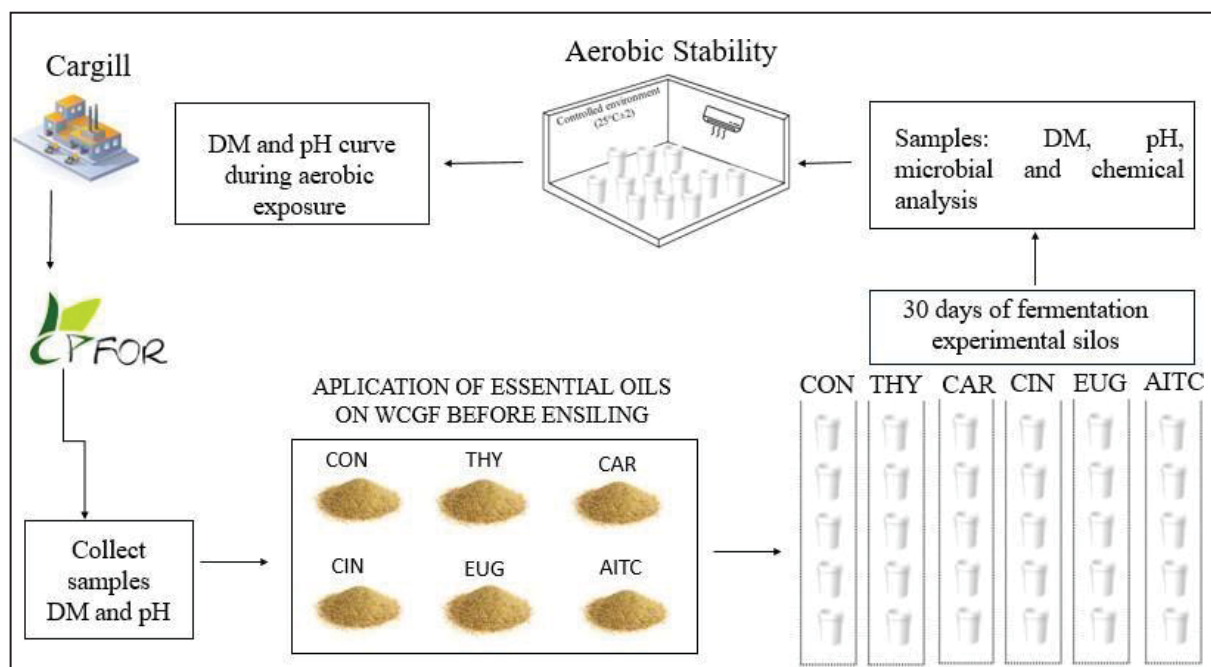 Cargill
Aerobic Stability
Controlled environment
(25°C±2)
DM and pH curve
during aerobic
exposure
Samples: DM, pH,
microbial and chemical
analysis
CPFOR
30 days of fermentation
experimental silos
APLICATION OF ESSENTIAL OILS
ON WCGF BEFORE ENSILING
CON THY CAR CIN EUG AITC
CON THY CAR
CIN EUG AITC
Collect
samples
DM and pH